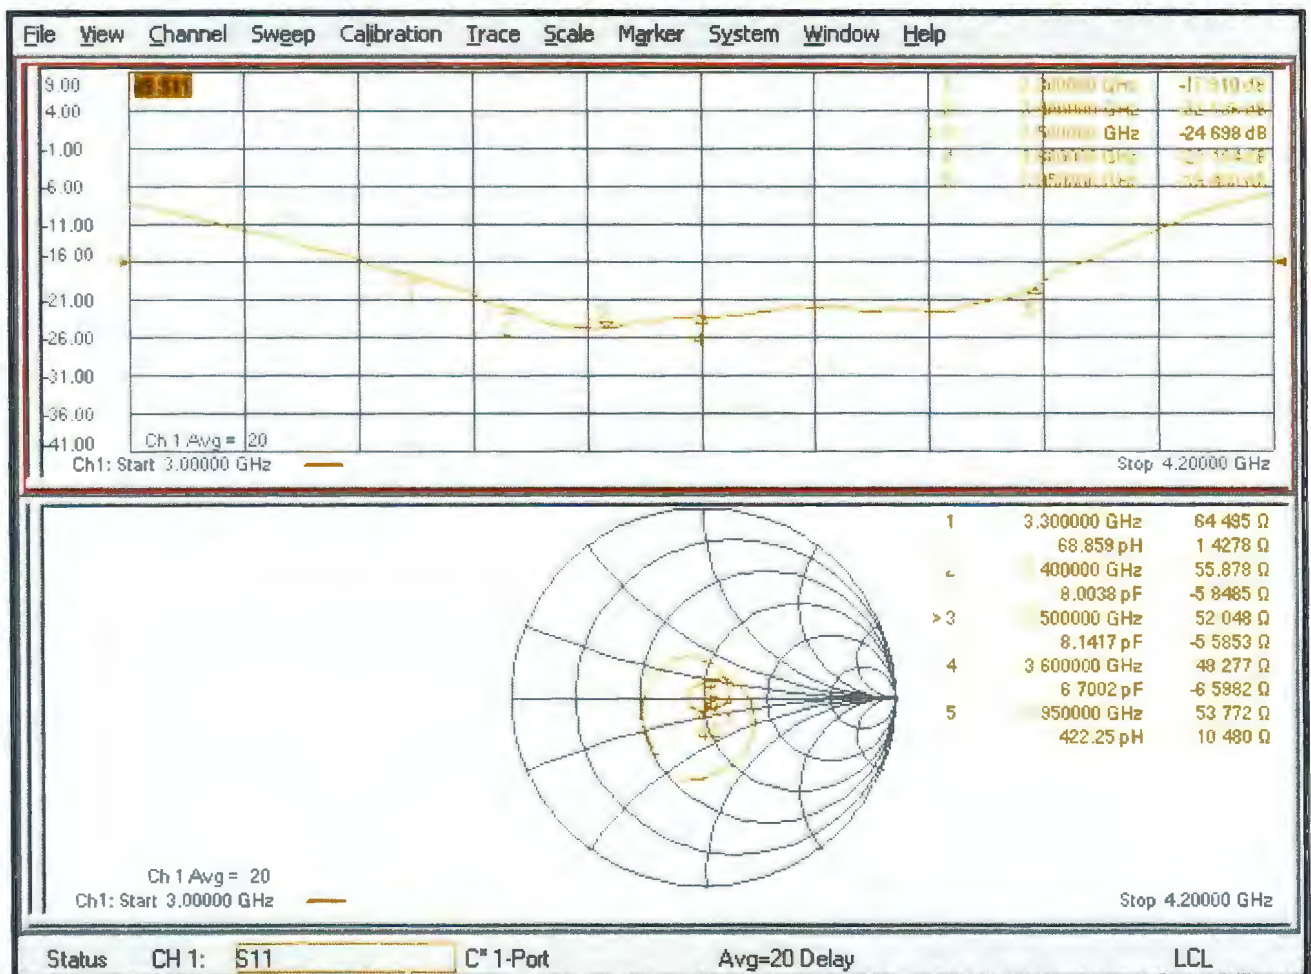 File View Channel Sweep Calibration Trace Scale Marker System Window Help
9.00
4.00
-1.00
-6.00
-11.00
-16 00
-21.00
-26.00
-31.00
-36.00
-41.00
S11
GHz
GHz -24 698 dB
Ch 1 Avg = 20
Ch1: Start 3.00000 GHz Stop 4.20000 GHz
1 3.300000 GHz 64 495 Ω
68.859 pH 1 4278 Ω
400000 GHz 55.878 Ω
8.0038 pF -5 8485 Ω
> 3 500000 GHz 52 048 Ω
8.1417 pF -5 5853 Ω
4 3 600000 GHz 48 277 Ω
6 7002 pF -6 5982 Ω
5 950000 GHz 53 772 Ω
422.25 pH 10 480 Ω
Ch 1 Avg = 20
Ch1: Start 3.00000 GHz Stop 4.20000 GHz
Status CH 1: S11 C* 1-Port Avg=20 Delay LCL